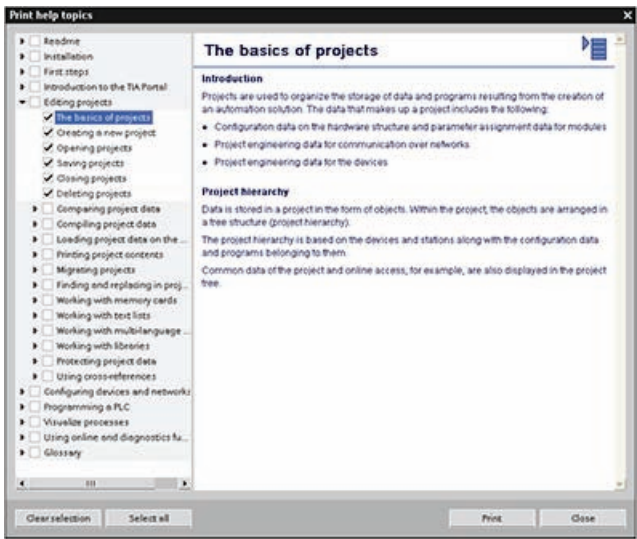 Print help topics
Readme
Installation
First steps
Introduction to the TIA Portal
Editing projects
The basics of projects
Creating a new project
Opening projects
Saving projects
Closing projects
Deleting projects
Comparing project data
Compiling project data
Loading project data on the ...
Printing project contents
Migrating projects
Finding and replacing in proj...
Working with memory cards
Working with text lists
Working with multi-language ...
Working with libraries
Protecting project data
Using cross-references
Configuring devices and networks
Programming a PLC
Visualize processes
Using online and diagnostics fu...
Glossary
The basics of projects
Introduction
Projects are used to organize the storage of data and programs resulting from the creation of
an automation solution. The data that makes up a project includes the following:
• Configuration data on the hardware structure and parameter assignment data for modules
• Project engineering data for communication over networks
• Project engineering data for the devices
Project hierarchy
Data is stored in a project in the form of objects. Within the project, the objects are arranged in
a tree structure (project hierarchy).
The project hierarchy is based on the devices and stations along with the configuration data
and programs belonging to them.
Common data of the project and online access, for example, are also displayed in the project
tree.
Clear selection
Select all
Print
Close